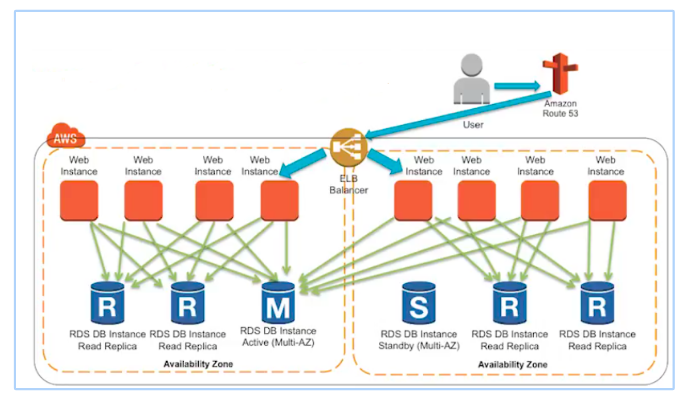 User
Amazon
Route 53
AWS
ELB
Balancer
Web
Instance
Web
Instance
Web
Instance
Web
Instance
Web
Instance
Web
Instance
Web
Instance
Web
Instance
R
R
M
S
R
R
RDS DB Instance
Read Replica
RDS DB Instance
Read Replica
RDS DB Instance
Active (Multi-AZ)
RDS DB Instance
Standby (Multi-AZ)
RDS DB Instance
Read Replica
RDS DB Instance
Read Replica
Availability Zone
Availability Zone